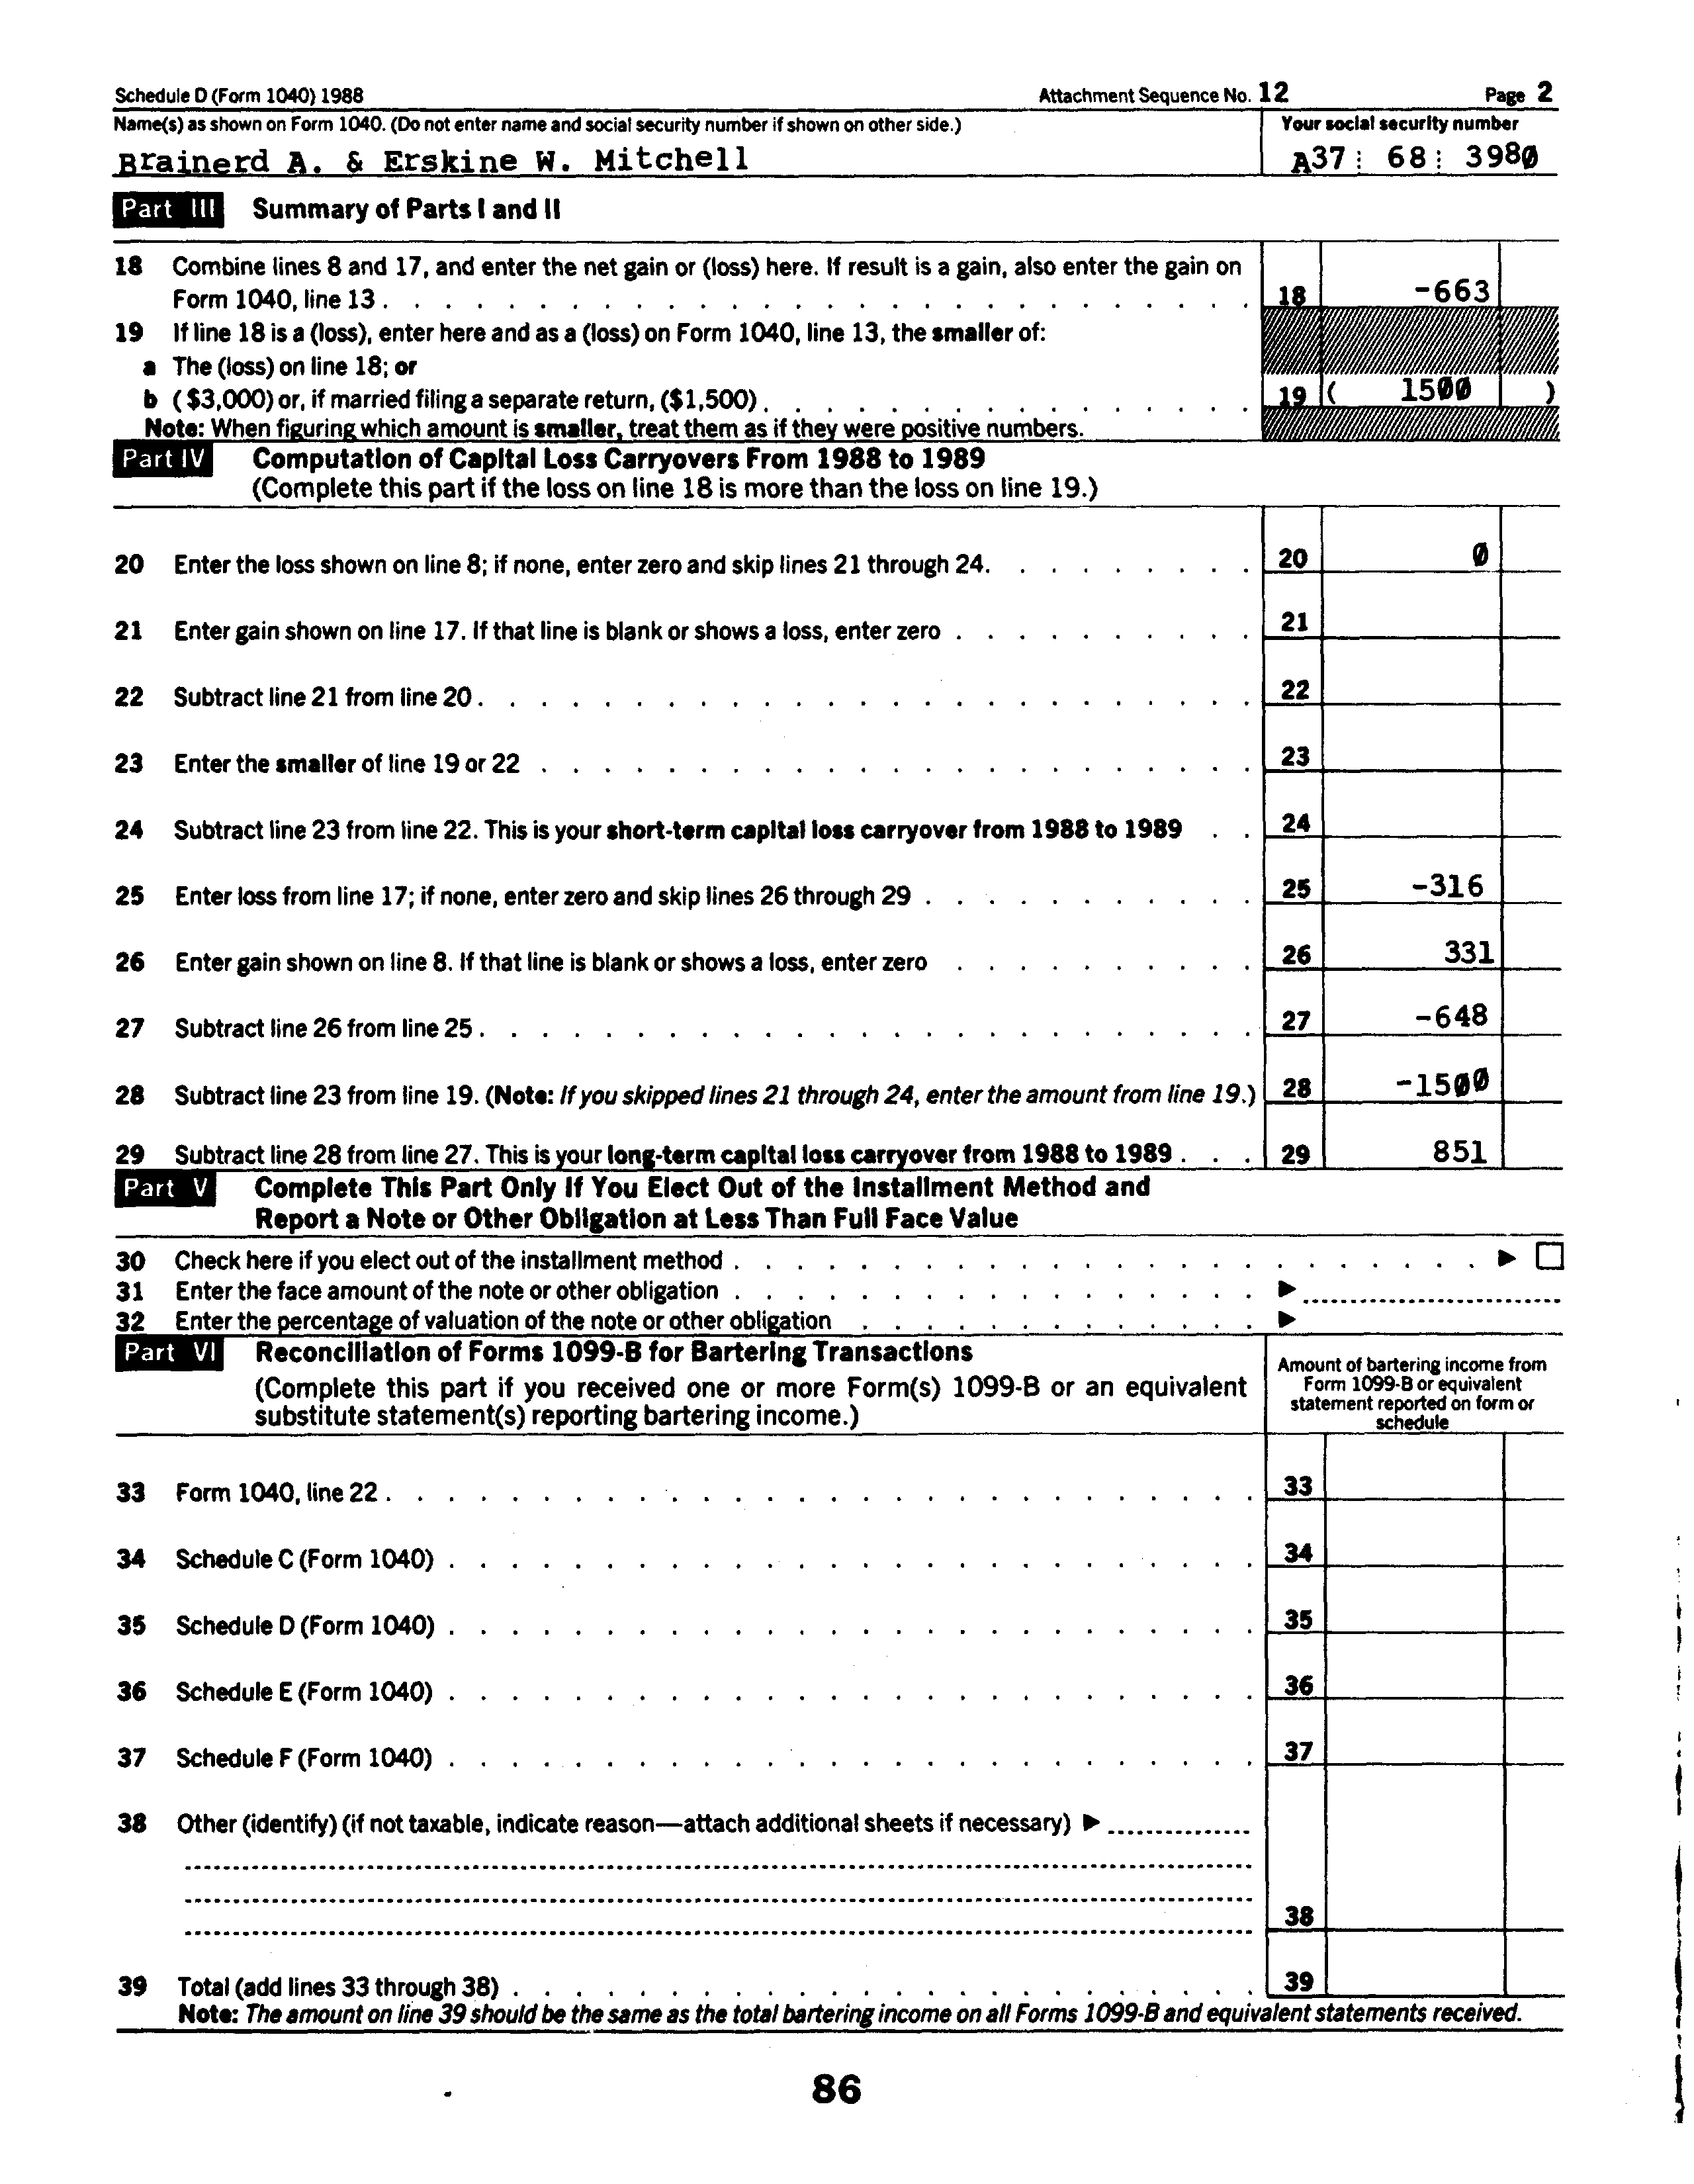 Schedule D (Form 1040) 1988 Attachment Sequence No. 12 Page 2
Name(s) as shown on Form 1040. (Do not enter name and social security number if shown on other side.) Your social security number
Brainerd A. & Erskine W. Mitchell A37 68 3980
Part III Summary of Parts I and II
18 Combine lines 8 and 17, and enter the net gain or (loss) here. If result is a gain, also enter the gain on
Form 1040, line 13 . . . . 18 -663
19 If line 18 is a (loss), enter here and as a (loss) on Form 1040, line 13, the smaller of:
a The (loss) on line 18; or
b ($3,000) or, if married filing a separate return, ($1,500) . . . . 19 ( 1500 )
Note: When figuring which amount is smaller, treat them as if they were positive numbers.
Part IV Computation of Capital Loss Carryovers From 1988 to 1989
(Complete this part if the loss on line 18 is more than the loss on line 19.)
20 Enter the loss shown on line 8; if none, enter zero and skip lines 21 through 24. . . . . 20 0
21 Enter gain shown on line 17. If that line is blank or shows a loss, enter zero . . . . 21
22 Subtract line 21 from line 20 . . . . 22
23 Enter the smaller of line 19 or 22 . . . . 23
24 Subtract line 23 from line 22. This is your short-term capital loss carryover from 1988 to 1989 . . 24
25 Enter loss from line 17; if none, enter zero and skip lines 26 through 29 . . . . 25 -316
26 Enter gain shown on line 8. If that line is blank or shows a loss, enter zero . . . . 26 331
27 Subtract line 26 from line 25 . . . . 27 -648
28 Subtract line 23 from line 19. (Note: If you skipped lines 21 through 24, enter the amount from line 19.) 28 -1500
29 Subtract line 28 from line 27. This is your long-term capital loss carryover from 1988 to 1989 . . . 29 851
Part V Complete This Part Only If You Elect Out of the Installment Method and
Report a Note or Other Obligation at Less Than Full Face Value
30 Check here if you elect out of the installment method . . . . ▶ ☐
31 Enter the face amount of the note or other obligation . . . . ▶
32 Enter the percentage of valuation of the note or other obligation . . . . ▶
Part VI Reconciliation of Forms 1099-B for Bartering Transactions
(Complete this part if you received one or more Form(s) 1099-B or an equivalent
substitute statement(s) reporting bartering income.)
Amount of bartering income from
Form 1099-B or equivalent
statement reported on form or
schedule
33 Form 1040, line 22 . . . . 33
34 Schedule C (Form 1040) . . . . 34
35 Schedule D (Form 1040) . . . . 35
36 Schedule E (Form 1040) . . . . 36
37 Schedule F (Form 1040) . . . . 37
38 Other (identify) (if not taxable, indicate reason—attach additional sheets if necessary) ▶
38
39 Total (add lines 33 through 38) . . . . 39
Note: The amount on line 39 should be the same as the total bartering income on all Forms 1099-B and equivalent statements received.
86